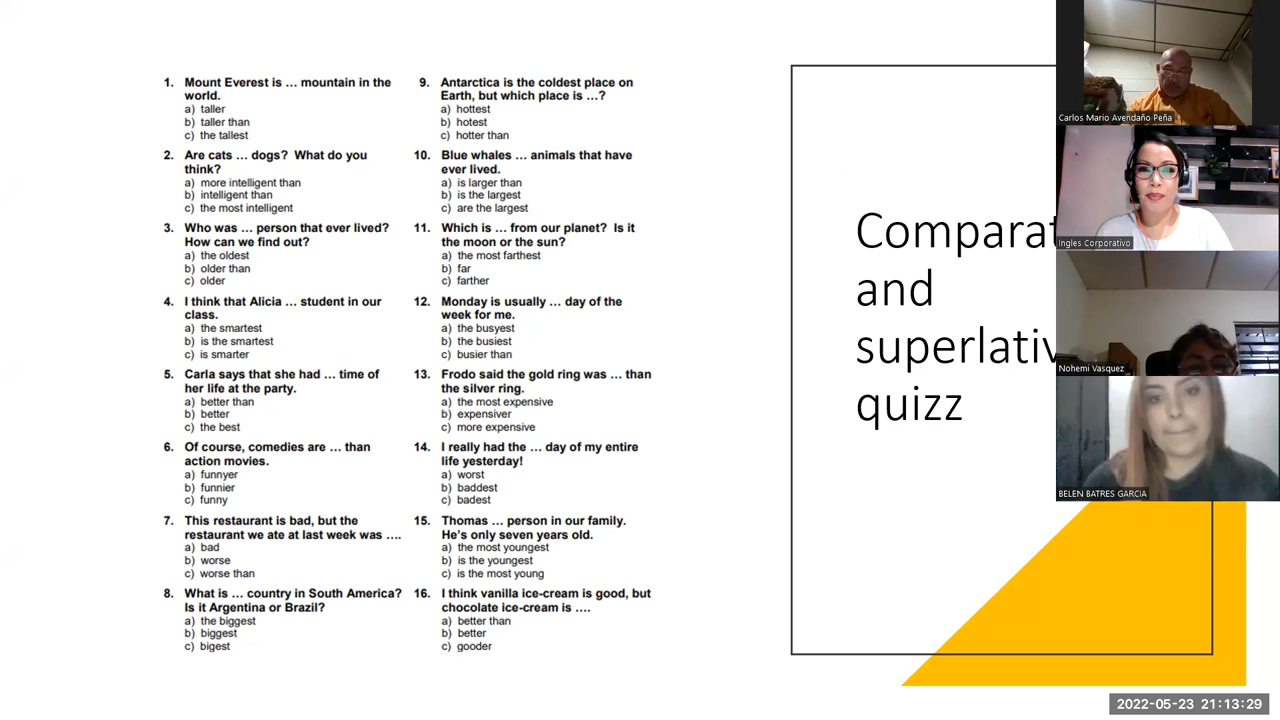 1. Mount Everest is … mountain in the
world.
a) taller
b) taller than
c) the tallest
2. Are cats … dogs? What do you
think?
a) more intelligent than
b) intelligent than
c) the most intelligent
3. Who was … person that ever lived?
How can we find out?
a) the oldest
b) older than
c) older
4. I think that Alicia … student in our
class.
a) the smartest
b) is the smartest
c) is smarter
5. Carla says that she had … time of
her life at the party.
a) better than
b) better
c) the best
6. Of course, comedies are … than
action movies.
a) funnyer
b) funnier
c) funny
7. This restaurant is bad, but the
restaurant we ate at last week was ….
a) bad
b) worse
c) worse than
8. What is … country in South America?
Is it Argentina or Brazil?
a) the biggest
b) biggest
c) bigest
9. Antarctica is the coldest place on
Earth, but which place is …?
a) hottest
b) hotest
c) hotter than
10. Blue whales … animals that have
ever lived.
a) is larger than
b) is the largest
c) are the largest
11. Which is … from our planet? Is it
the moon or the sun?
a) the most farthest
b) far
c) farther
12. Monday is usually … day of the
week for me.
a) the busyest
b) the busiest
c) busier than
13. Frodo said the gold ring was … than
the silver ring.
a) the most expensive
b) expensiver
c) more expensive
14. I really had the … day of my entire
life yesterday!
a) worst
b) baddest
c) badest
15. Thomas … person in our family.
He's only seven years old.
a) the most youngest
b) is the youngest
c) is the most young
16. I think vanilla ice-cream is good, but
chocolate ice-cream is ….
a) better than
b) better
c) gooder
Comparat
and
superlativ
quizz
Carlos Mario Avendaño Peña
Ingles Corporativo
Nohemi Vasquez
BELEN BATRES GARCIA
2022-05-23 21:13:29